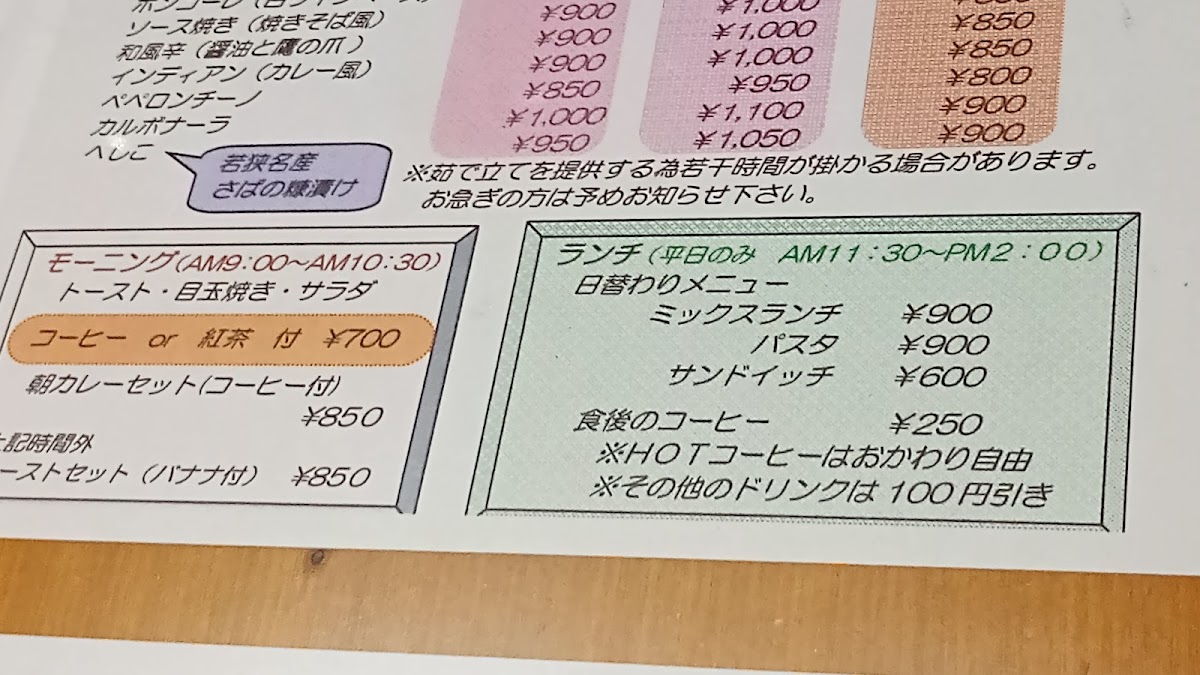 ソース焼き（焼きそば風） ¥900 ¥1,000 ¥850
和風辛（醤油と鷹の爪） ¥900 ¥1,000 ¥850
インディアン（カレー風） ¥900 ¥1,000 ¥850
ペペロンチーノ ¥850 ¥950 ¥800
カルボナーラ ¥1,000 ¥1,100 ¥900
へしこ ¥950 ¥1,050 ¥900
若狭名産
さばの糠漬け
※茹で立てを提供する為若干時間が掛かる場合があります。
お急ぎの方は予めお知らせ下さい。
モーニング(AM9:00〜AM10:30)
トースト・目玉焼き・サラダ
コーヒー or 紅茶 付 ¥700
朝カレーセット(コーヒー付)
¥850
記時間外
ーストセット（バナナ付） ¥850
ランチ（平日のみ AM11：30〜PM2：00）
日替わりメニュー
ミックスランチ ¥900
パスタ ¥900
サンドイッチ ¥600
食後のコーヒー ¥250
※HOTコーヒーはおかわり自由
※その他のドリンクは100円引き